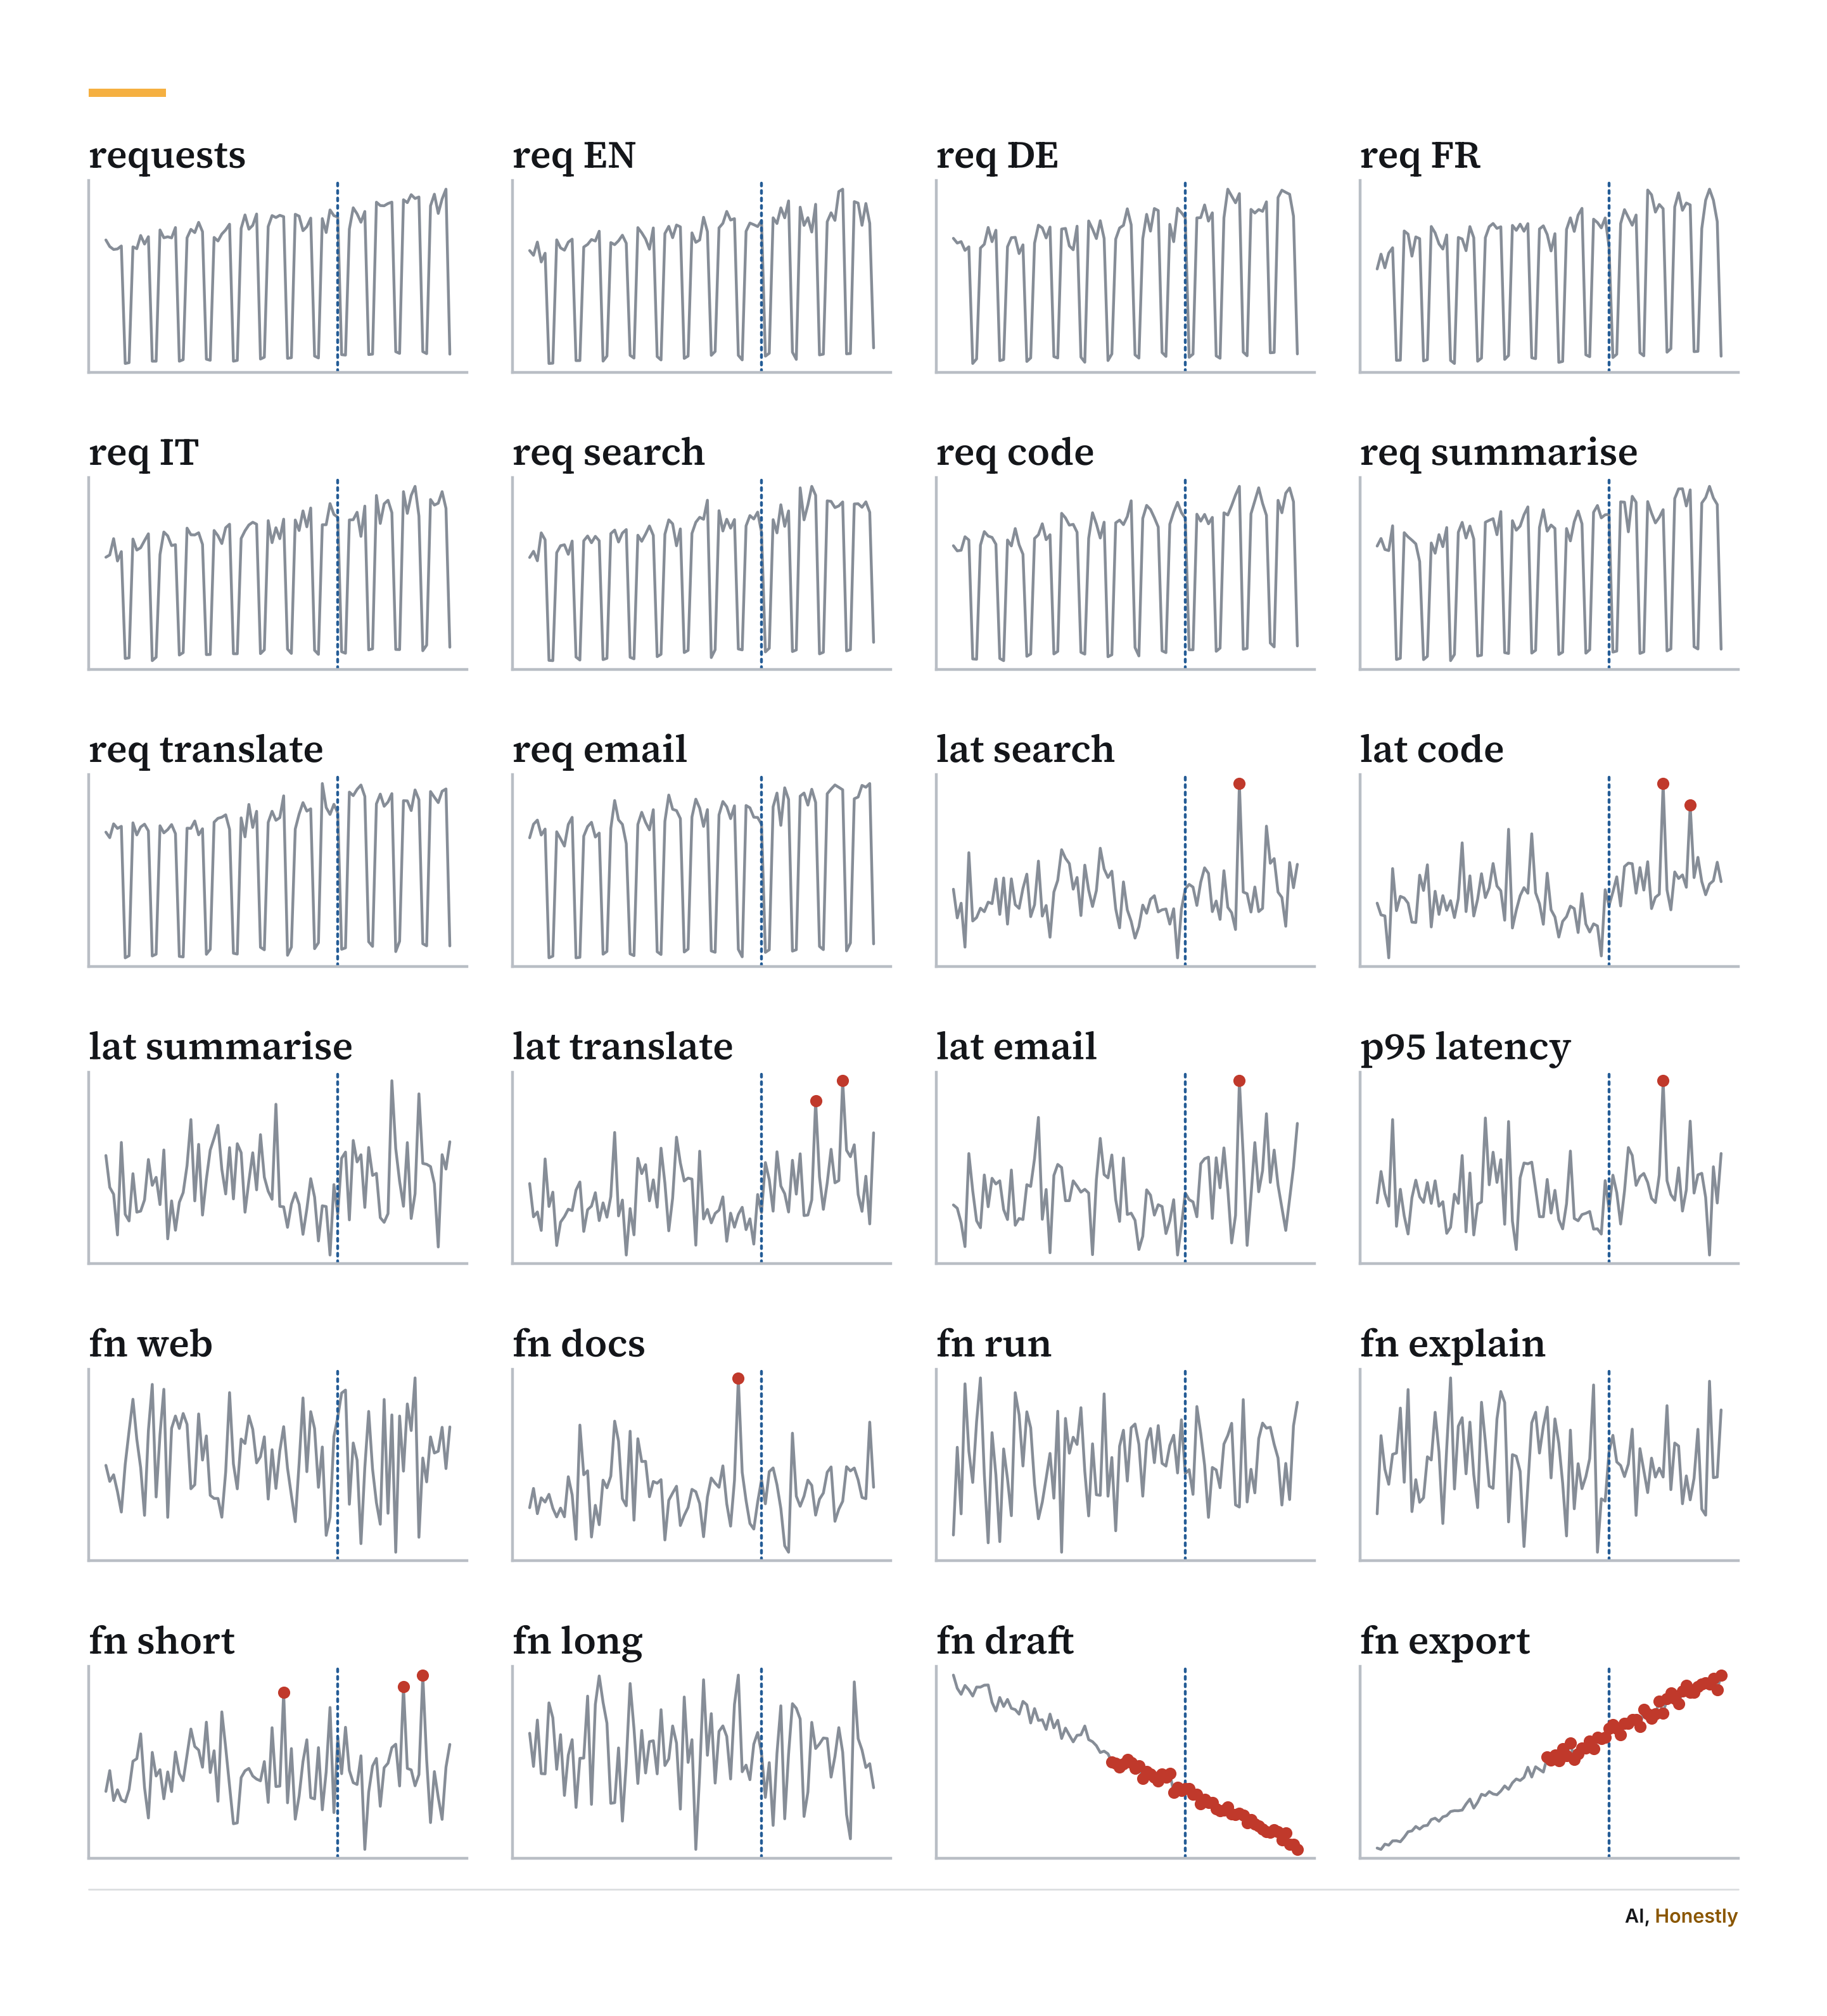 requests
req EN
req DE
req FR
req IT
req search
req code
req summarise
req translate
req email
lat search
lat code
lat summarise
lat translate
lat email
p95 latency
fn web
fn docs
fn run
fn explain
fn short
fn long
fn draft
fn export
AI, Honestly